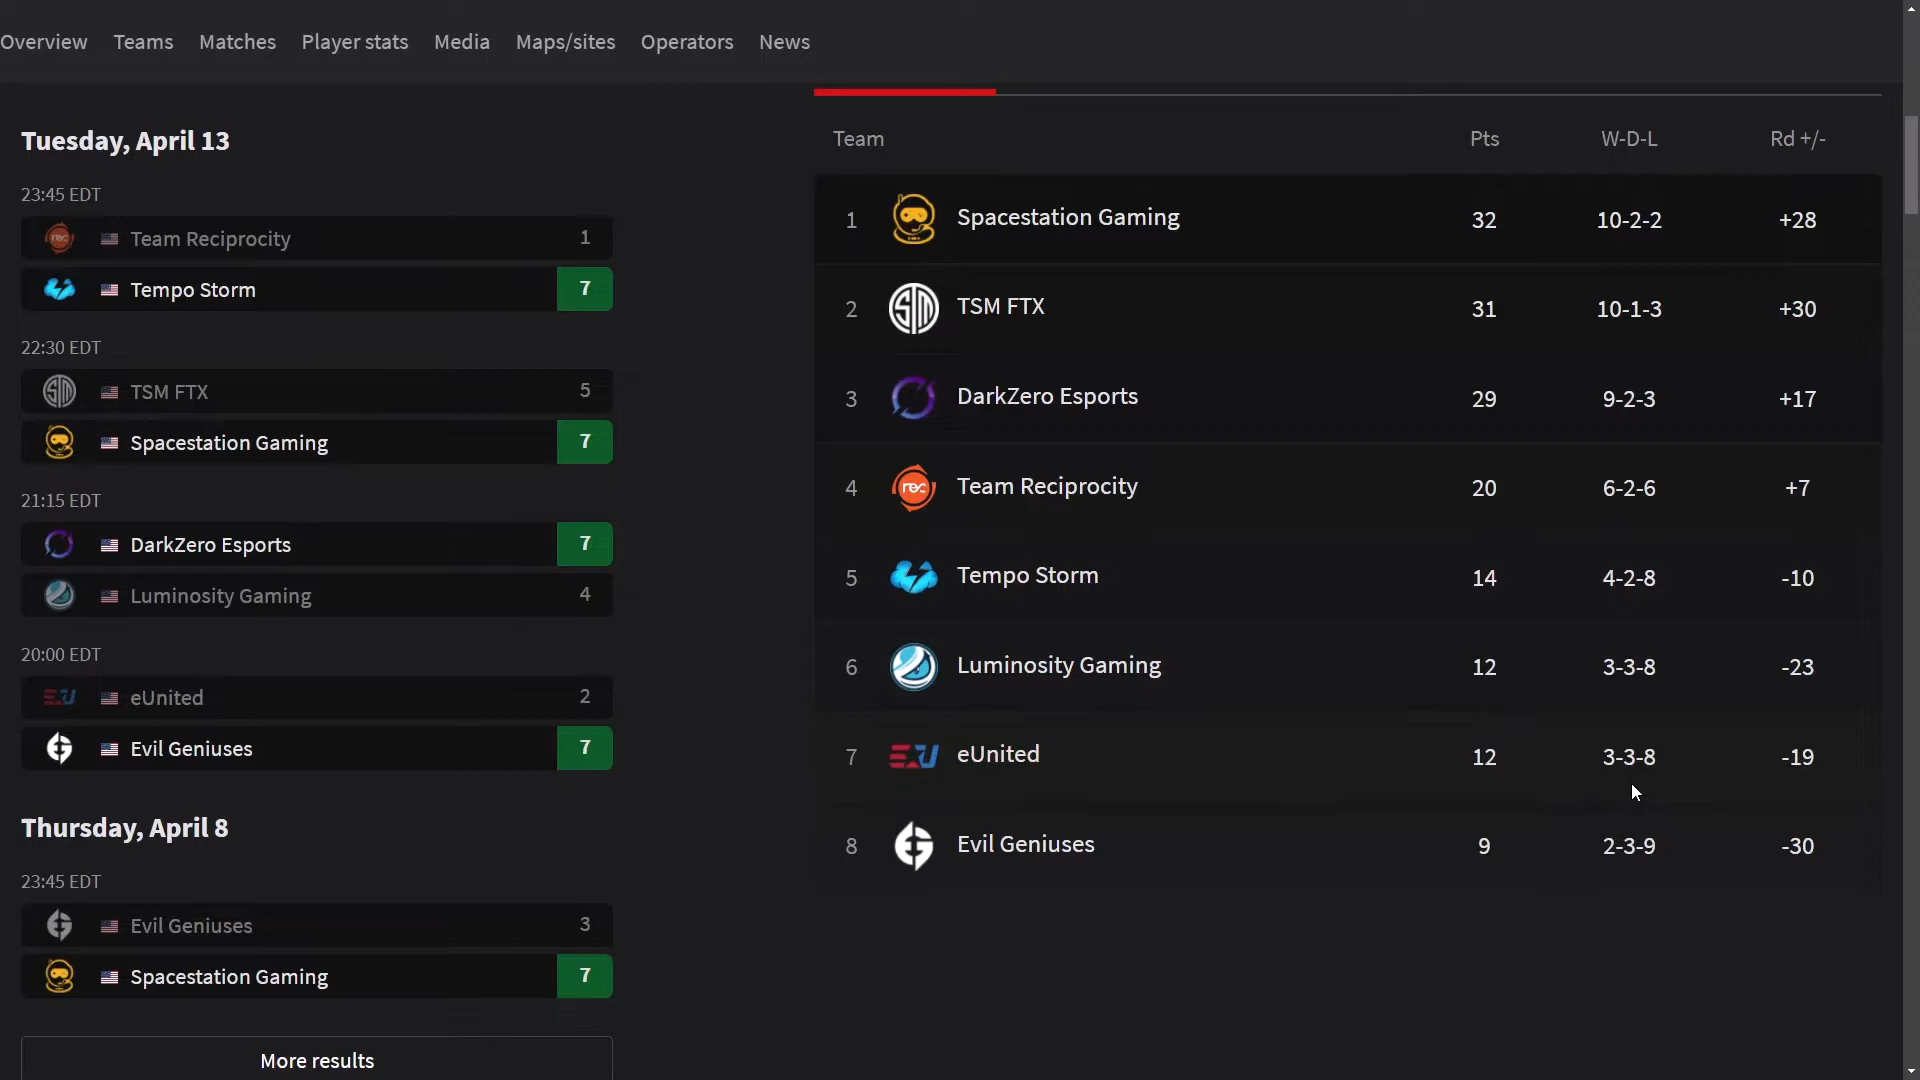 Overview Teams Matches Player stats Media Maps/sites Operators News
Tuesday, April 13
23:45 EDT
Team Reciprocity 1
Tempo Storm 7
22:30 EDT
TSM FTX 5
Spacestation Gaming 7
21:15 EDT
DarkZero Esports 7
Luminosity Gaming 4
20:00 EDT
eUnited 2
Evil Geniuses 7
Thursday, April 8
23:45 EDT
Evil Geniuses 3
Spacestation Gaming 7
More results
Team Pts W-D-L Rd +/-
1 Spacestation Gaming 32 10-2-2 +28
2 TSM FTX 31 10-1-3 +30
3 DarkZero Esports 29 9-2-3 +17
4 rec Team Reciprocity 20 6-2-6 +7
5 Tempo Storm 14 4-2-8 -10
6 Luminosity Gaming 12 3-3-8 -23
7 eUnited 12 3-3-8 -19
8 Evil Geniuses 9 2-3-9 -30